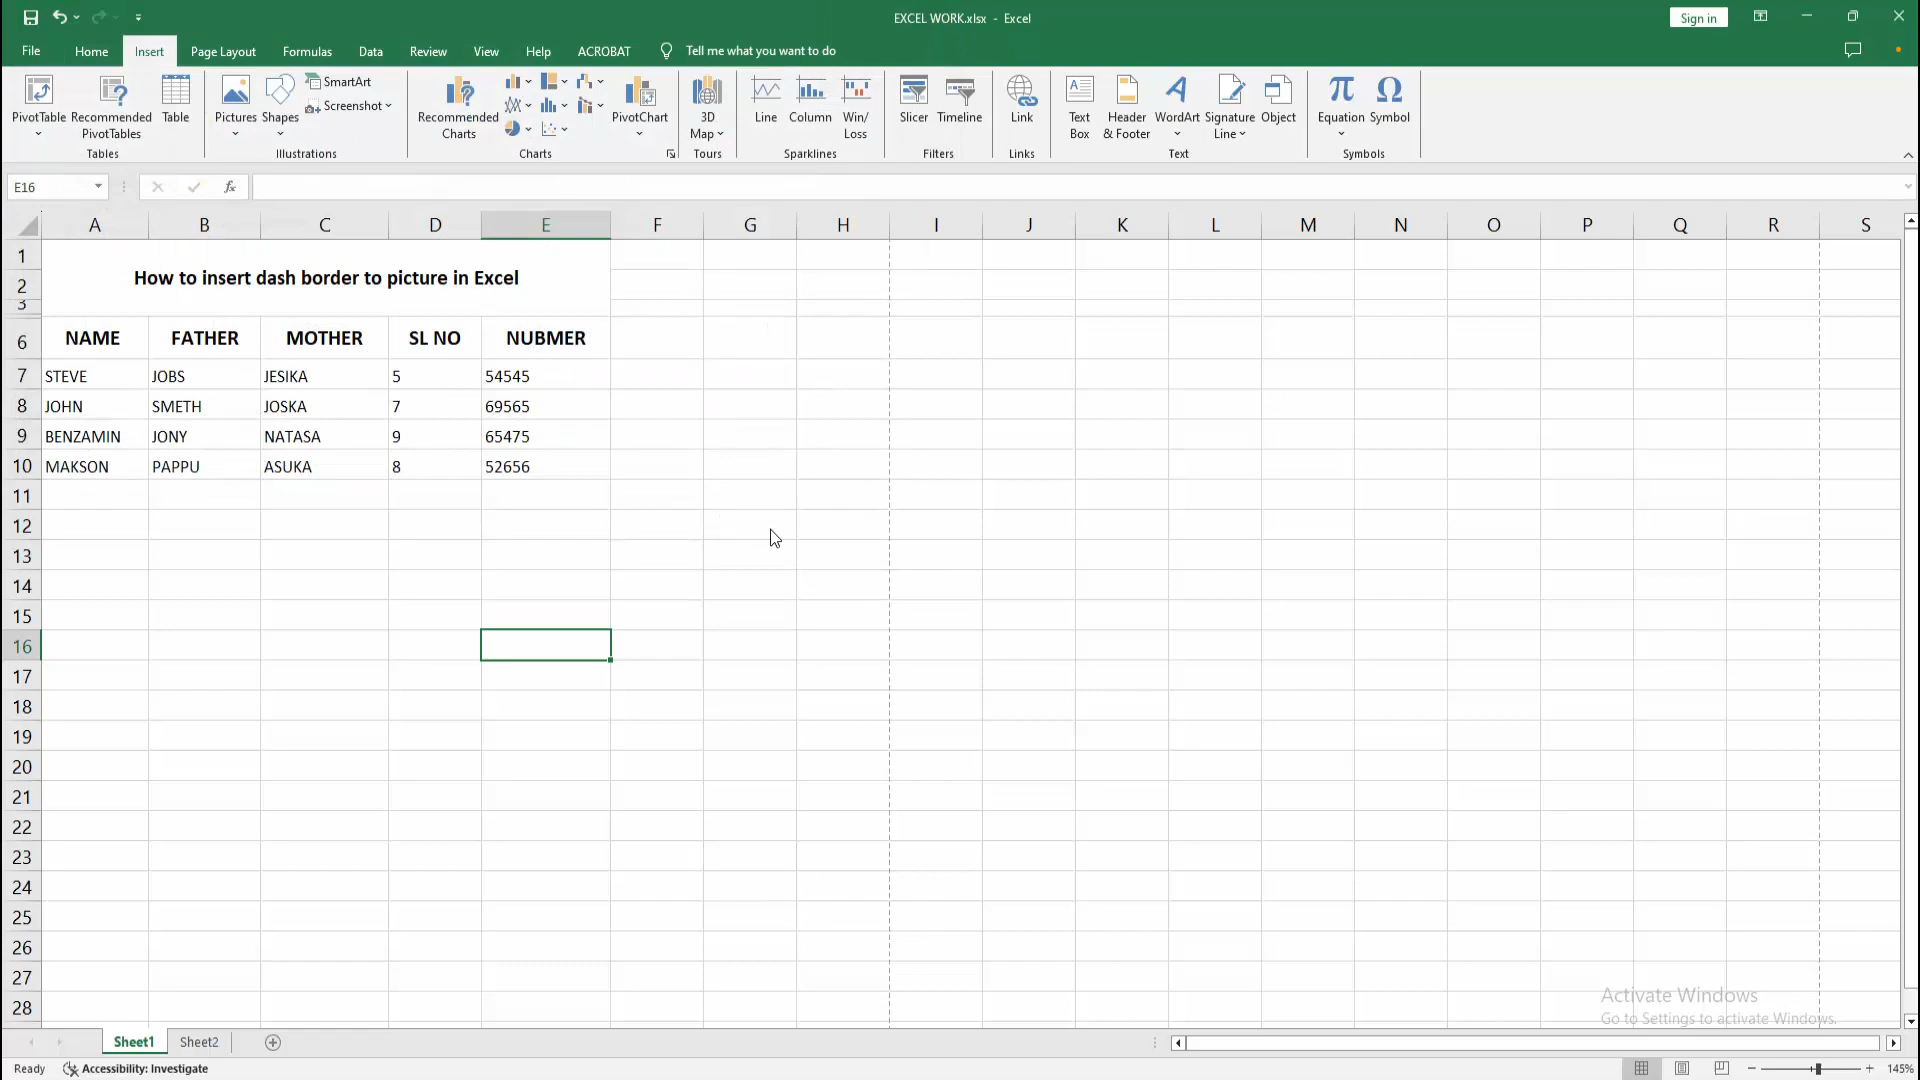 EXCEL WORK.xlsx - Excel
Sign in
File Home Insert Page Layout Formulas Data Review View Help ACROBAT Tell me what you want to do
PivotTable
Recommended
PivotTables
Table
Tables
Pictures
Shapes
SmartArt
Screenshot
Illustrations
Recommended
Charts
PivotChart
Charts
3D
Map
Tours
Line
Column
Win/
Loss
Sparklines
Slicer
Timeline
Filters
Link
Links
Text
Box
Header
& Footer
WordArt
Signature
Line
Object
Text
Equation
Symbol
Symbols
E16
fx
A B C D E F G H I J K L M N O P Q R S
1
How to insert dash border to picture in Excel
2
3
6 NAME FATHER MOTHER SL NO NUBMER
7 STEVE JOBS JESIKA 5 54545
8 JOHN SMETH JOSKA 7 69565
9 BENZAMIN JONY NATASA 9 65475
10 MAKSON PAPPU ASUKA 8 52656
11
12
13
14
15
16
17
18
19
20
21
22
23
24
25
26
27
28
Activate Windows
Go to Settings to activate Windows.
Sheet1 Sheet2
Ready Accessibility: Investigate 145%